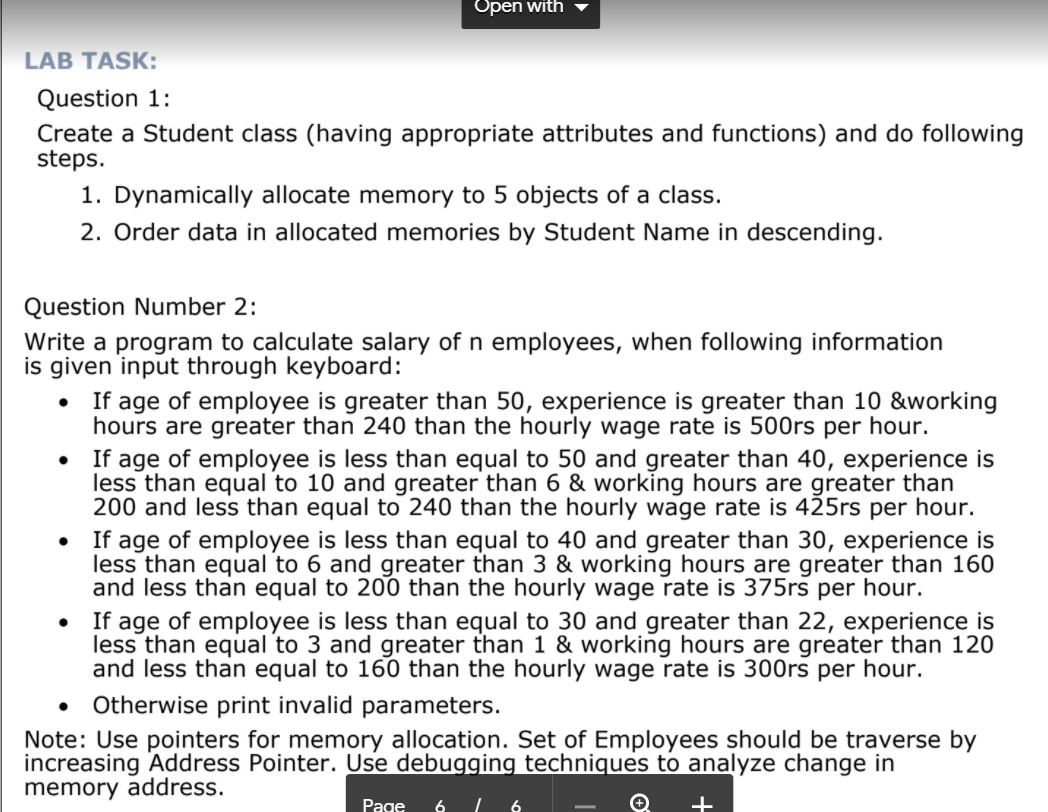 Open with
LAB TASK:
Question 1:
Create a Student class (having appropriate attributes and functions) and do following
steps.
1. Dynamically allocate memory to 5 objects of a class.
2. Order data in allocated memories by Student Name in descending.
Question Number 2:
Write a program to calculate salary of n employees, when following information
is given input through keyboard:
• If age of employee is greater than 50, experience is greater than 10 &working
hours are greater than 240 than the hourly wage rate is 500rs per hour.
• If age of employee is less than equal to 50 and greater than 40, experience is
less than equal to 10 and greater than 6 & working hours are greater than
200 and less than equal to 240 than the hourly wage rate is 425rs per hour.
• If age of employee is less than equal to 40 and greater than 30, experience is
less than equal to 6 and greater than 3 & working hours are greater than 160
and less than equal to 200 than the hourly wage rate is 375rs per hour.
• If age of employee is less than equal to 30 and greater than 22, experience is
less than equal to 3 and greater than 1 & working hours are greater than 120
and less than equal to 160 than the hourly wage rate is 300rs per hour.
• Otherwise print invalid parameters.
Note: Use pointers for memory allocation. Set of Employees should be traverse by
increasing Address Pointer. Use debugging techniques to analyze change in
memory address.
Page 6 / 6